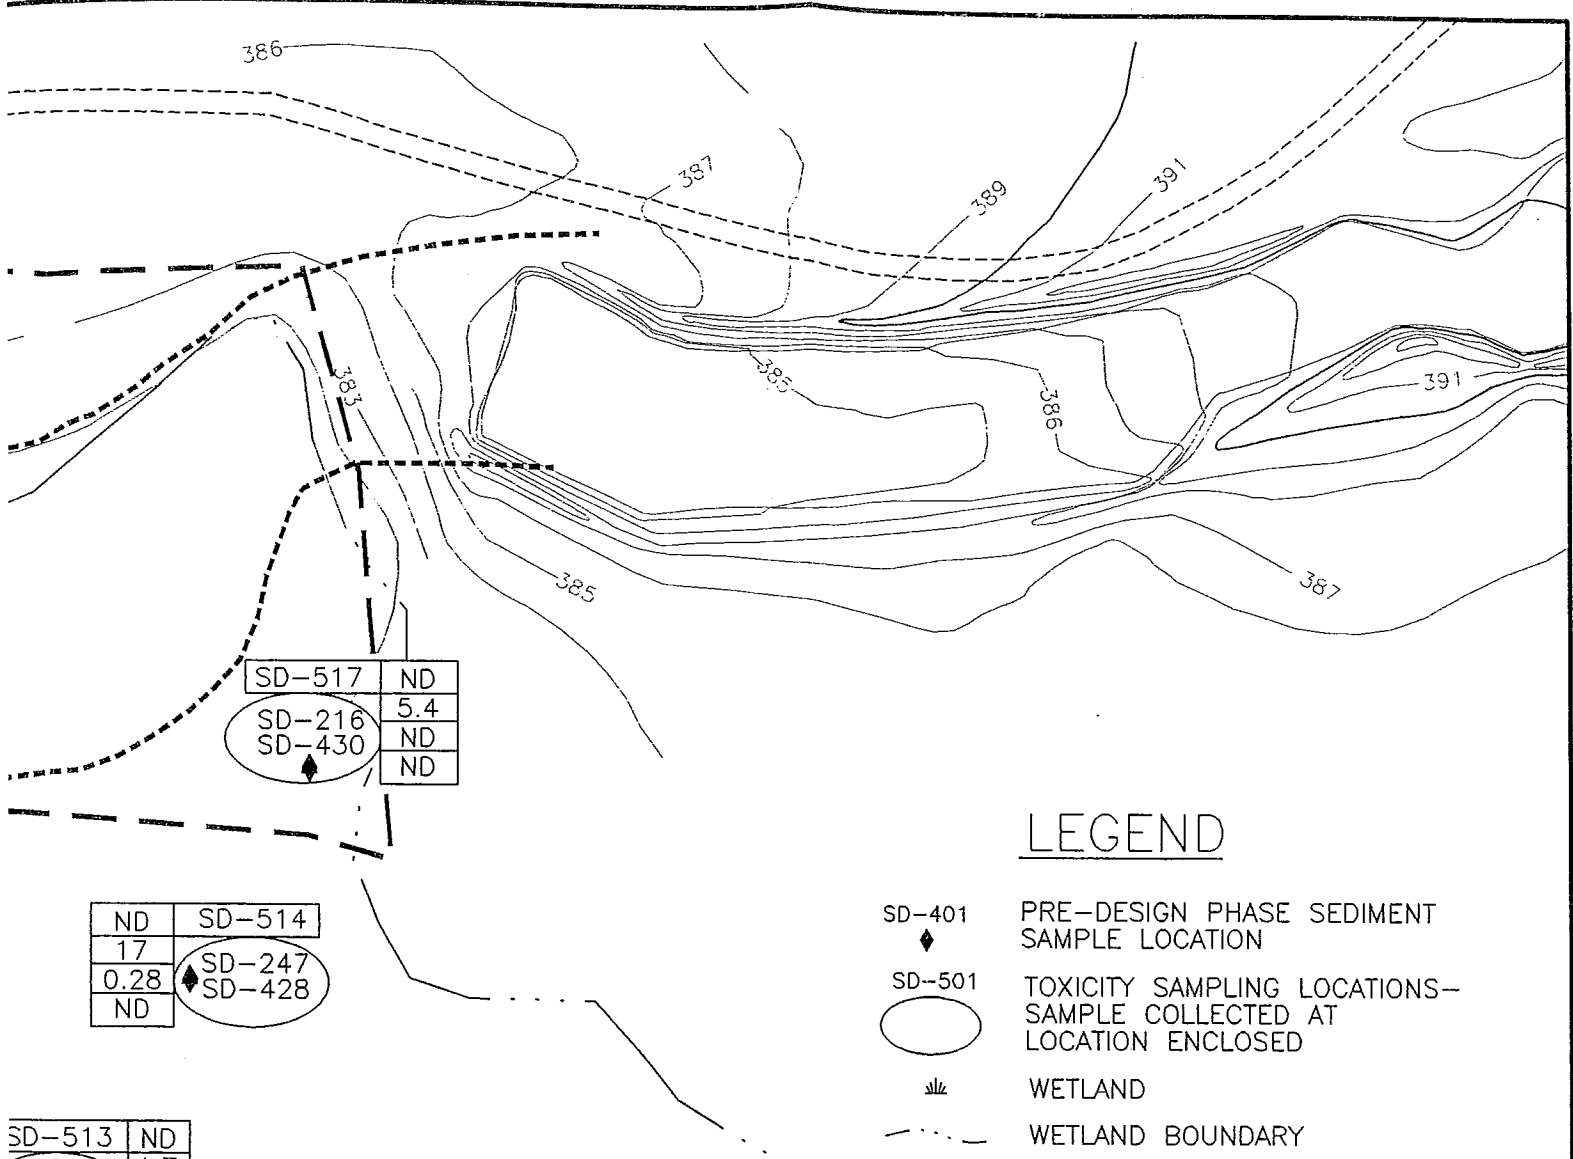 386
387
389
391
383
385
386
391
385
387
SD-517 ND
5.4
SD-216
ND
SD-430
ND
LEGEND
ND SD-514
17
SD-247
0.28
SD-428
ND
SD-401 PRE-DESIGN PHASE SEDIMENT
SAMPLE LOCATION
SD-501 TOXICITY SAMPLING LOCATIONS-
SAMPLE COLLECTED AT
LOCATION ENCLOSED
WETLAND
SD-513 ND
WETLAND BOUNDARY